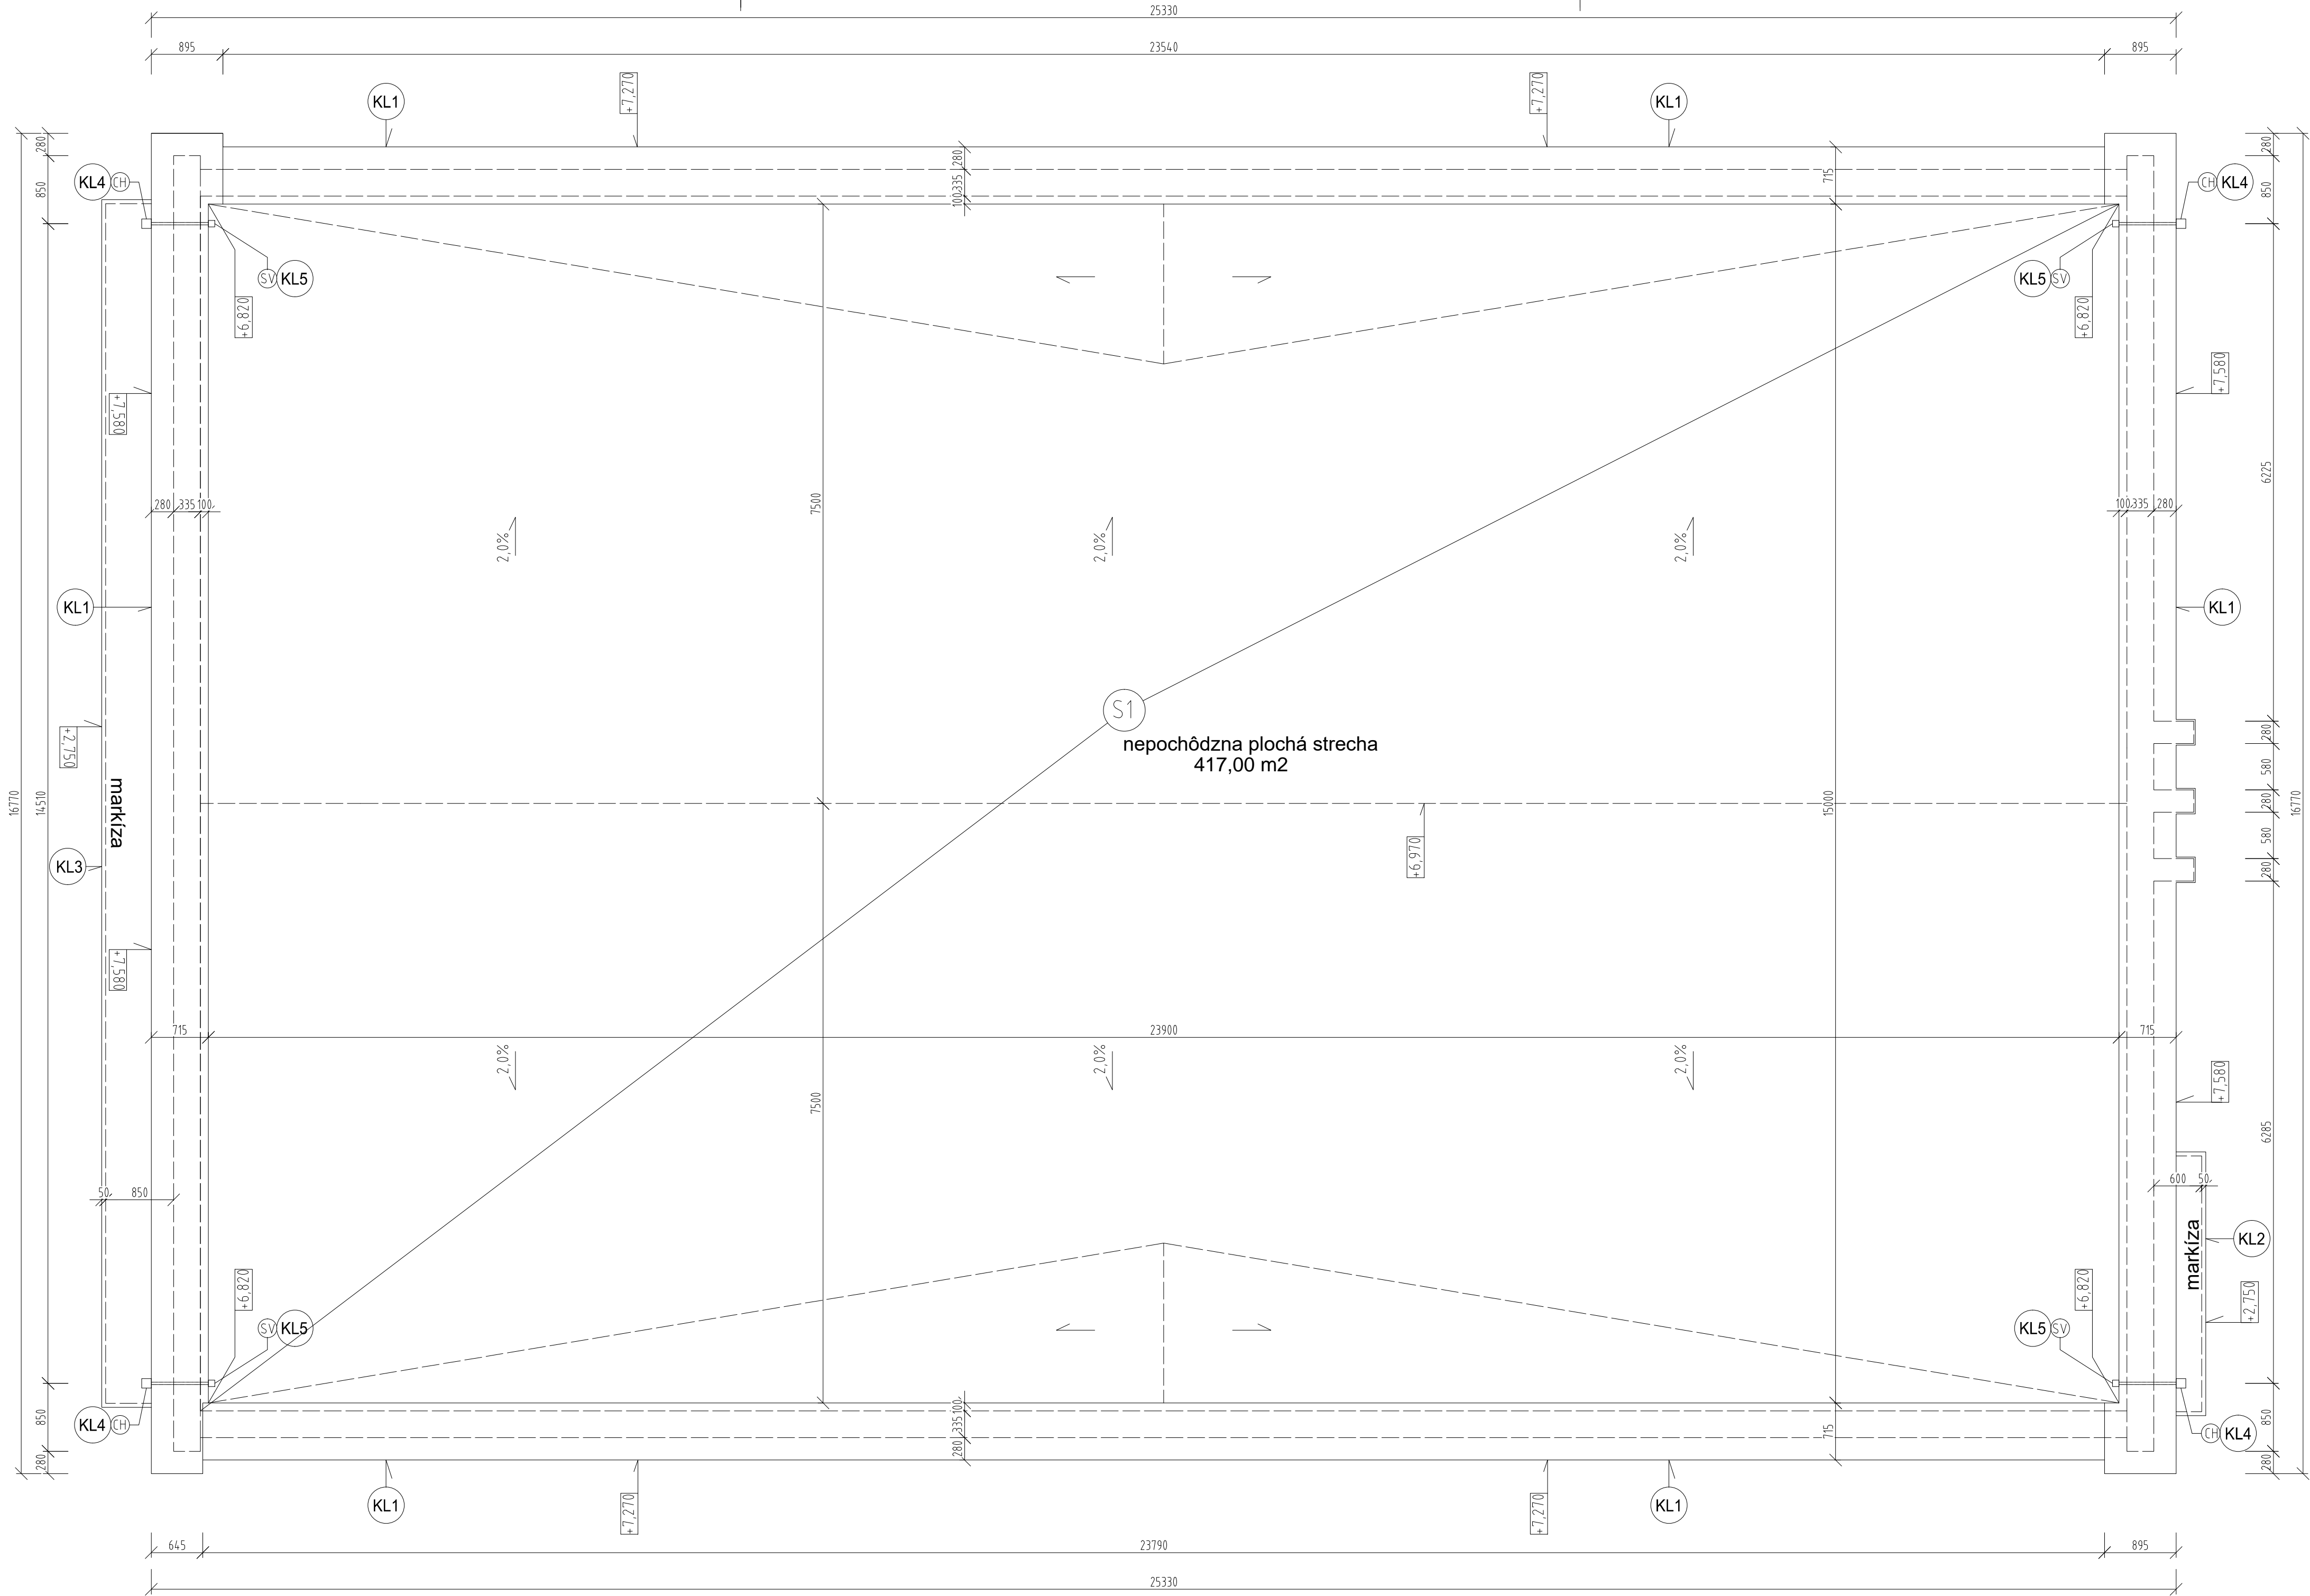 25330
895
23540
895
KL1
+7,270
+7,270
KL1
280
850
14510
850
280
16770
KL4
CH
280
335
100
715
280
850
6225
280
580
280
580
280
6285
850
280
16770
CH
KL4
SV
KL5
+6,820
KL5
SV
+6,820
+7,580
+7,580
280
335
100
7500
2,0%
2,0%
2,0%
100
335
280
KL1
KL1
S1
nepochôdzna plochá strecha
417,00 m2
+2,750
markíza
15000
+6,970
KL3
+7,580
715
23900
715
2,0%
2,0%
2,0%
7500
+7,580
50
850
600
50
markíza
KL2
+2,750
+6,820
SV
KL5
+6,820
KL5
SV
KL4
CH
100
335
280
715
CH
KL4
KL1
+7,270
+7,270
KL1
645
23790
895
25330